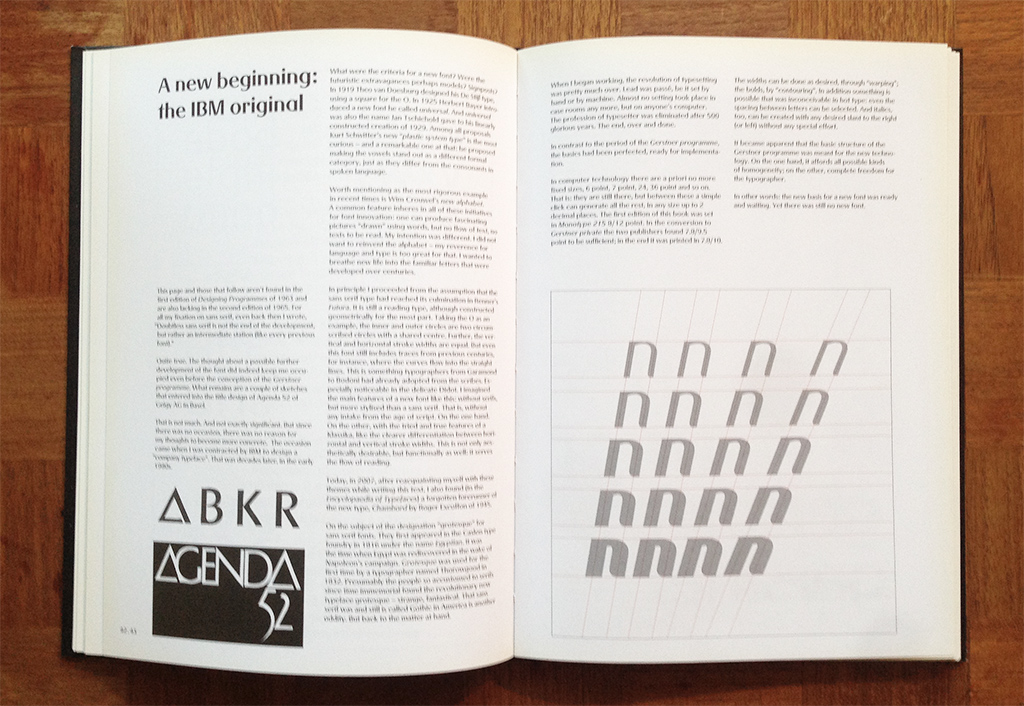 A new beginning:
the IBM original
This page and those that follow aren't found in the
first edition of Designing Programmes of 1963 and
are also lacking in the second edition of 1965. For
all my fixation on sans serif, even back then I wrote,
"Doubtless sans serif is not the end of the development,
but rather an intermediate station (like every previous
font)."
Quite true. The thought about a possible further
development of the font did indeed keep me occu-
pied even before the conception of the Gerstner
programme. What remains are a couple of sketches
that entered into the title design of Agenda 52 of
Geigy AG in Basel.
That is not much. And not exactly significant. But since
there was no occasion, there was no reason for
my thoughts to become more concrete. The occasion
came when I was contracted by IBM to design a
"company typeface". That was decades later, in the early
1980s.
ABKR
AGENDA
52
42:43
What were the criteria for a new font? Were the
futuristic extravagances perhaps models? Signposts?
In 1919 Theo van Doesburg designed his De Stijl type,
using a square for the O. In 1925 Herbert Bayer intro-
duced a new font he called universal. And universal
was also the name Jan Tschichold gave to his linearly
constructed creation of 1929. Among all proposals
Kurt Schwitter's new "plastic system type" is the most
curious – and a remarkable one at that: he proposed
making the vowels stand out as a different formal
category, just as they differ from the consonants in
spoken language.
Worth mentioning as the most rigorous example
in recent times is Wim Crouwel's new alphabet.
A common feature inheres in all of these initiatives
for font innovation: one can produce fascinating
pictures "drawn" using words, but no flow of text, no
texts to be read. My intention was different. I did not
want to reinvent the alphabet – my reverence for
language and type is too great for that. I wanted to
breathe new life into the familiar letters that were
developed over centuries.
In principle I proceeded from the assumption that the
sans serif type had reached its culmination in Renner's
Futura. It is still a reading type, although constructed
geometrically for the most part. Taking the O as an
example, the inner and outer circles are two circum
scribed circles with a shared centre. Further, the ver-
tical and horizontal stroke widths are equal. But even
this font still includes traces from previous centuries,
for instance, where the curves flow into the straight
lines. This is something typographers from Garamond
to Bodoni had already adopted from the scribes. Es-
pecially noticeable in the delicate Didot. I imagined
the main features of a new font like this: without serifs,
but more stylized than a sans serif. That is, without
any intake from the age of script. On the one hand.
On the other, with the tried and true features of a
klassika, like the clearer differentiation between hori-
zontal and vertical stroke widths. This is not only aes-
thetically desirable, but functionally as well: it serves
the flow of reading.
Today, in 2007, after reacquainting myself with these
themes while writing this text, I also found (in the
Encyclopaedia of Typefaces) a forgotten forerunner of
the new type,
On the subject of the designation "grotesque" for
sans serif fonts. They first appeared in the Caslon type
foundry in 1816 under the name Egyptian. It was
the time when Egypt was rediscovered in the wake of
Napoleon's campaign. Grotesque was used for the
first time by a typographer named Thorowgood in
1832. Presumably, the people so accustomed to serifs
since time immemorial found the revolutionary new
typeface grotesque – strange, fantastical. That sans
serif was and still is called Gothic in America is another
oddity. But back to the matter at hand.
When I began working, the revolution of typesetting
was pretty much over. Lead was passé, be it set by
hand or by machine. Almost no setting took place in
case rooms any more, but on anyone's computer.
The profession of typesetter was eliminated after 500
glorious years. The end, over and done.
In contrast to the period of the Gerstner programme,
the basics had been perfected, ready for implementa-
tion.
In computer technology there are a priori no more
fixed sizes, 6 point, 7 point, 24, 36 point and so on.
That is: they are still there, but between these a simple
click can generate all the rest, in any size up to 2
decimal places. The first edition of this book was set
in Monotype 215 8/12 point. In the conversion to
Gerstner private the two publishers found 7.8/9.5
point to be sufficient; in the end it was printed in 7.8/10.
The widths can be done as desired, through "warping";
the bolds, by "contouring". In addition something is
possible that was inconceivable in hot type: even the
spacing between letters can be selected. And italics,
too, can be created with any desired slant to the right
(or left) without any special effort.
It became apparent that the basic structure of the
Gerstner programme was meant for the new techno-
logy. On the one hand, it affords all possible kinds
of homogeneity; on the other, complete freedom for
the typographer.
In other words: the new basis for a new font was ready
and waiting. Yet there was still no new font.
n n n n
n n n n
n n n n
n n n n
n n n n